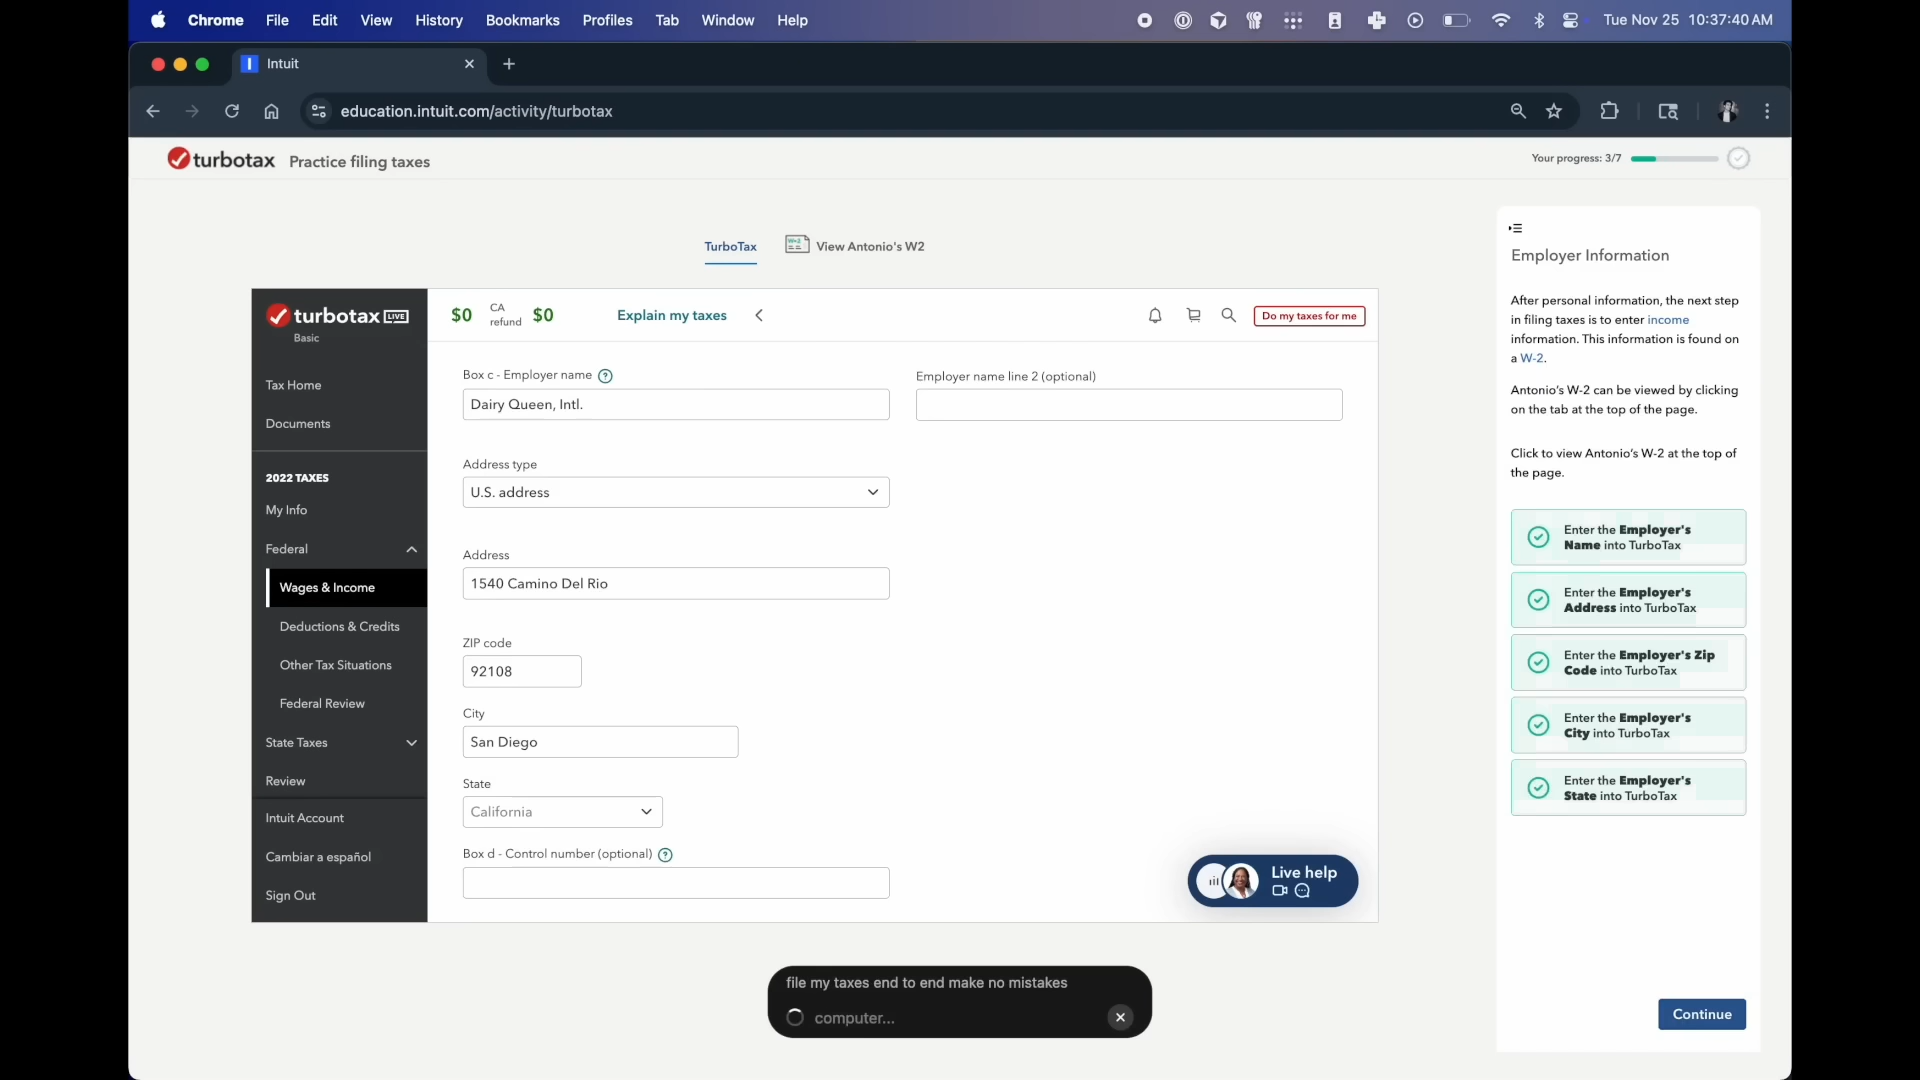 Chrome File Edit View History Bookmarks Profiles Tab Window Help Tue Nov 25 10:37:40 AM
Intuit
education.intuit.com/activity/turbotax
turbotax Practice filing taxes
Your progress: 3/7
TurboTax
View Antonio's W2
turbotax LIVE
Basic
Tax Home
Documents
2022 TAXES
My Info
Federal
Wages & Income
Deductions & Credits
Other Tax Situations
Federal Review
State Taxes
Review
Intuit Account
Cambiar a español
Sign Out
$0
CA
refund
$0
Explain my taxes
Do my taxes for me
Box c - Employer name
Dairy Queen, Intl.
Employer name line 2 (optional)
Address type
U.S. address
Address
1540 Camino Del Rio
ZIP code
92108
City
San Diego
State
California
Box d - Control number (optional)
Live help
Employer Information
After personal information, the next step
in filing taxes is to enter income
information. This information is found on
a W-2.
Antonio's W-2 can be viewed by clicking
on the tab at the top of the page.
Click to view Antonio's W-2 at the top of
the page.
Enter the Employer's
Name into TurboTax
Enter the Employer's
Address into TurboTax
Enter the Employer's Zip
Code into TurboTax
Enter the Employer's
City into TurboTax
Enter the Employer's
State into TurboTax
Continue
file my taxes end to end make no mistakes
computer...